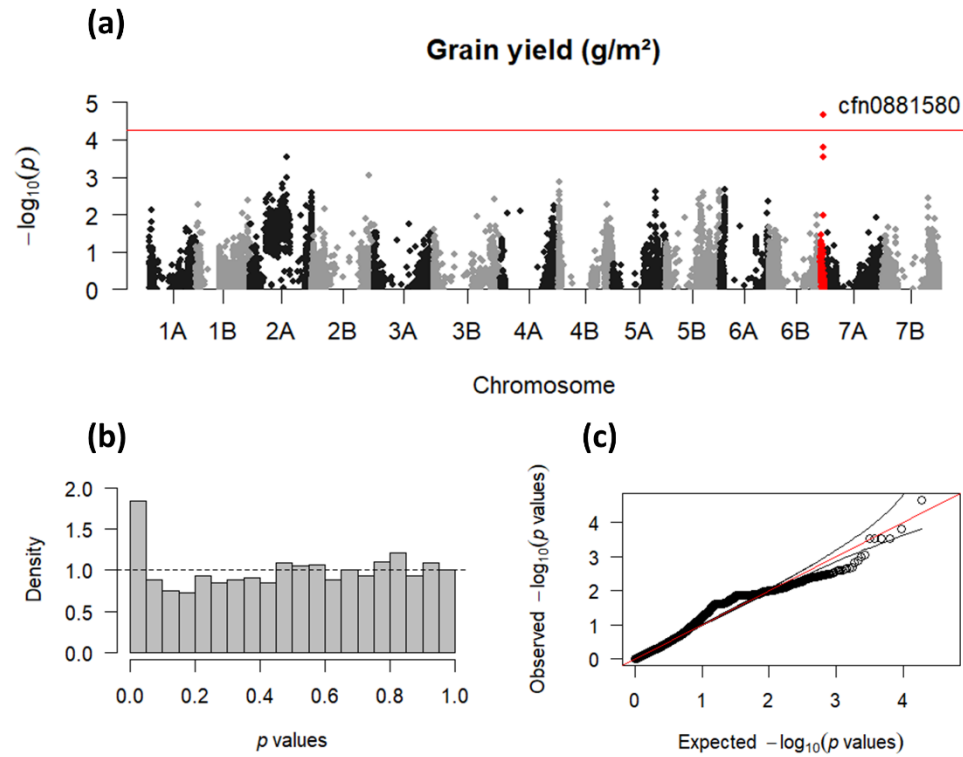 (a)
Grain yield (g/m²)
5
4
3
2
1
0
−log₁₀(p)
cfn0881580
1A 1B 2A 2B 3A 3B 4A 4B 5A 5B 6A 6B 7A 7B
Chromosome
(b)
2.0
1.5
1.0
0.5
0.0
Density
0.0 0.2 0.4 0.6 0.8 1.0
p values
(c)
4
3
2
1
0
Observed −log₁₀(p values)
0 1 2 3 4
Expected −log₁₀(p values)